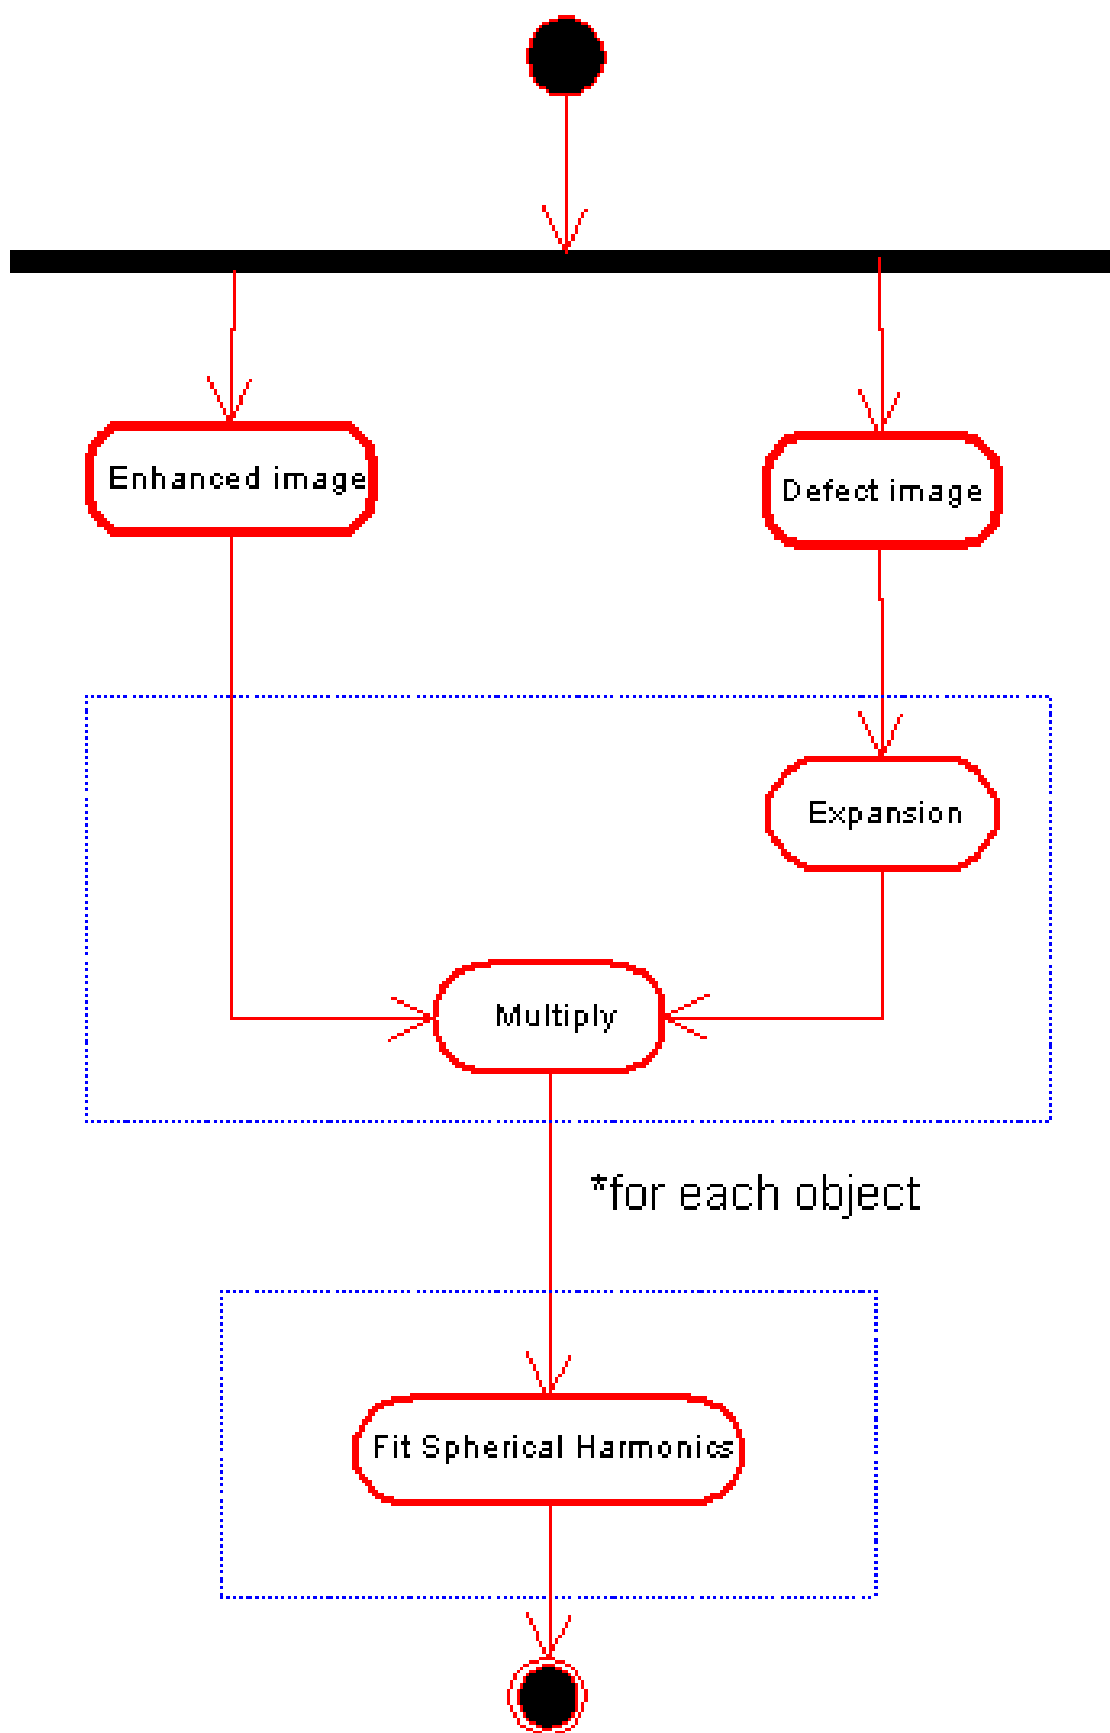 Enhanced image
Defect image
Expansion
Multiply
*for each object
Fit Spherical Harmonics